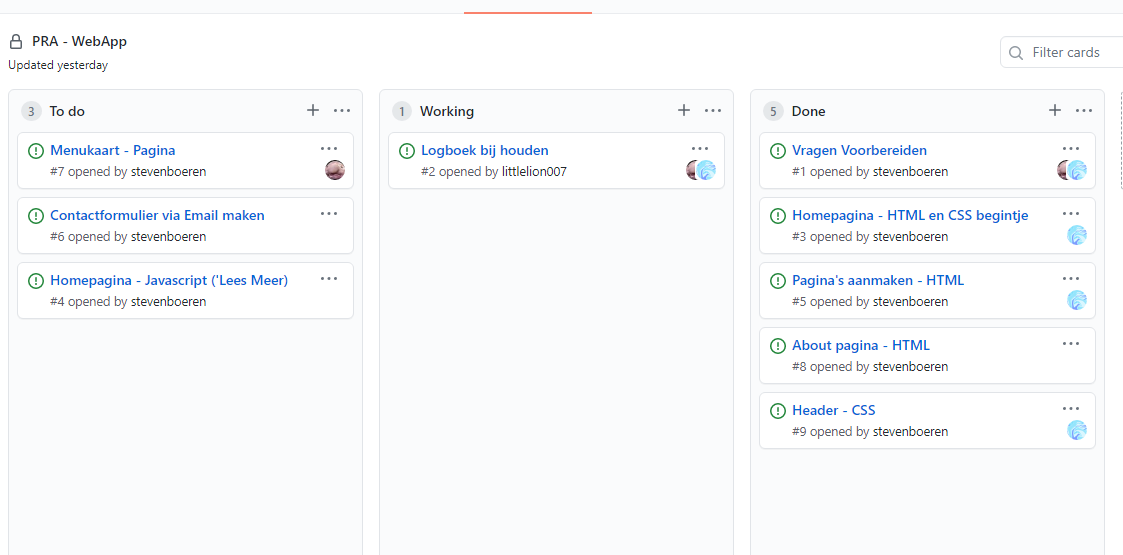 PRA - WebApp
Updated yesterday
Filter cards
3 To do
Menukaart - Pagina
#7 opened by stevenboeren
Contactformulier via Email maken
#6 opened by stevenboeren
Homepagina - Javascript ('Lees Meer)
#4 opened by stevenboeren
1 Working
Logboek bij houden
#2 opened by littlelion007
5 Done
Vragen Voorbereiden
#1 opened by stevenboeren
Homepagina - HTML en CSS begintje
#3 opened by stevenboeren
Pagina's aanmaken - HTML
#5 opened by stevenboeren
About pagina - HTML
#8 opened by stevenboeren
Header - CSS
#9 opened by stevenboeren